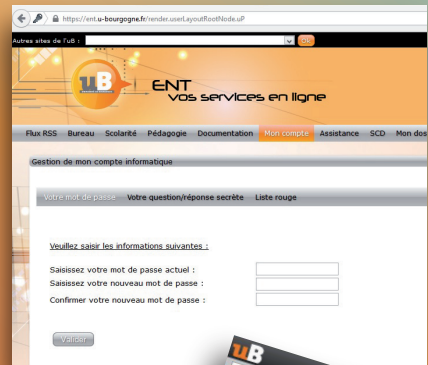 https://ent.u-bourgogne.fr/render.userLayoutRootNode.uP
Autres sites de l'uB :
uB
ENT
vos services en ligne
Flux RSS Bureau Scolarité Pédagogie Documentation Mon compte Assistance SCD Mon dos
Gestion de mon compte informatique
Votre mot de passe Votre question/réponse secrète Liste rouge
Veuillez saisir les informations suivantes :
Saisissez votre mot de passe actuel :
Saisissez votre nouveau mot de passe :
Confirmer votre nouveau mot de passe :
Valider
uB